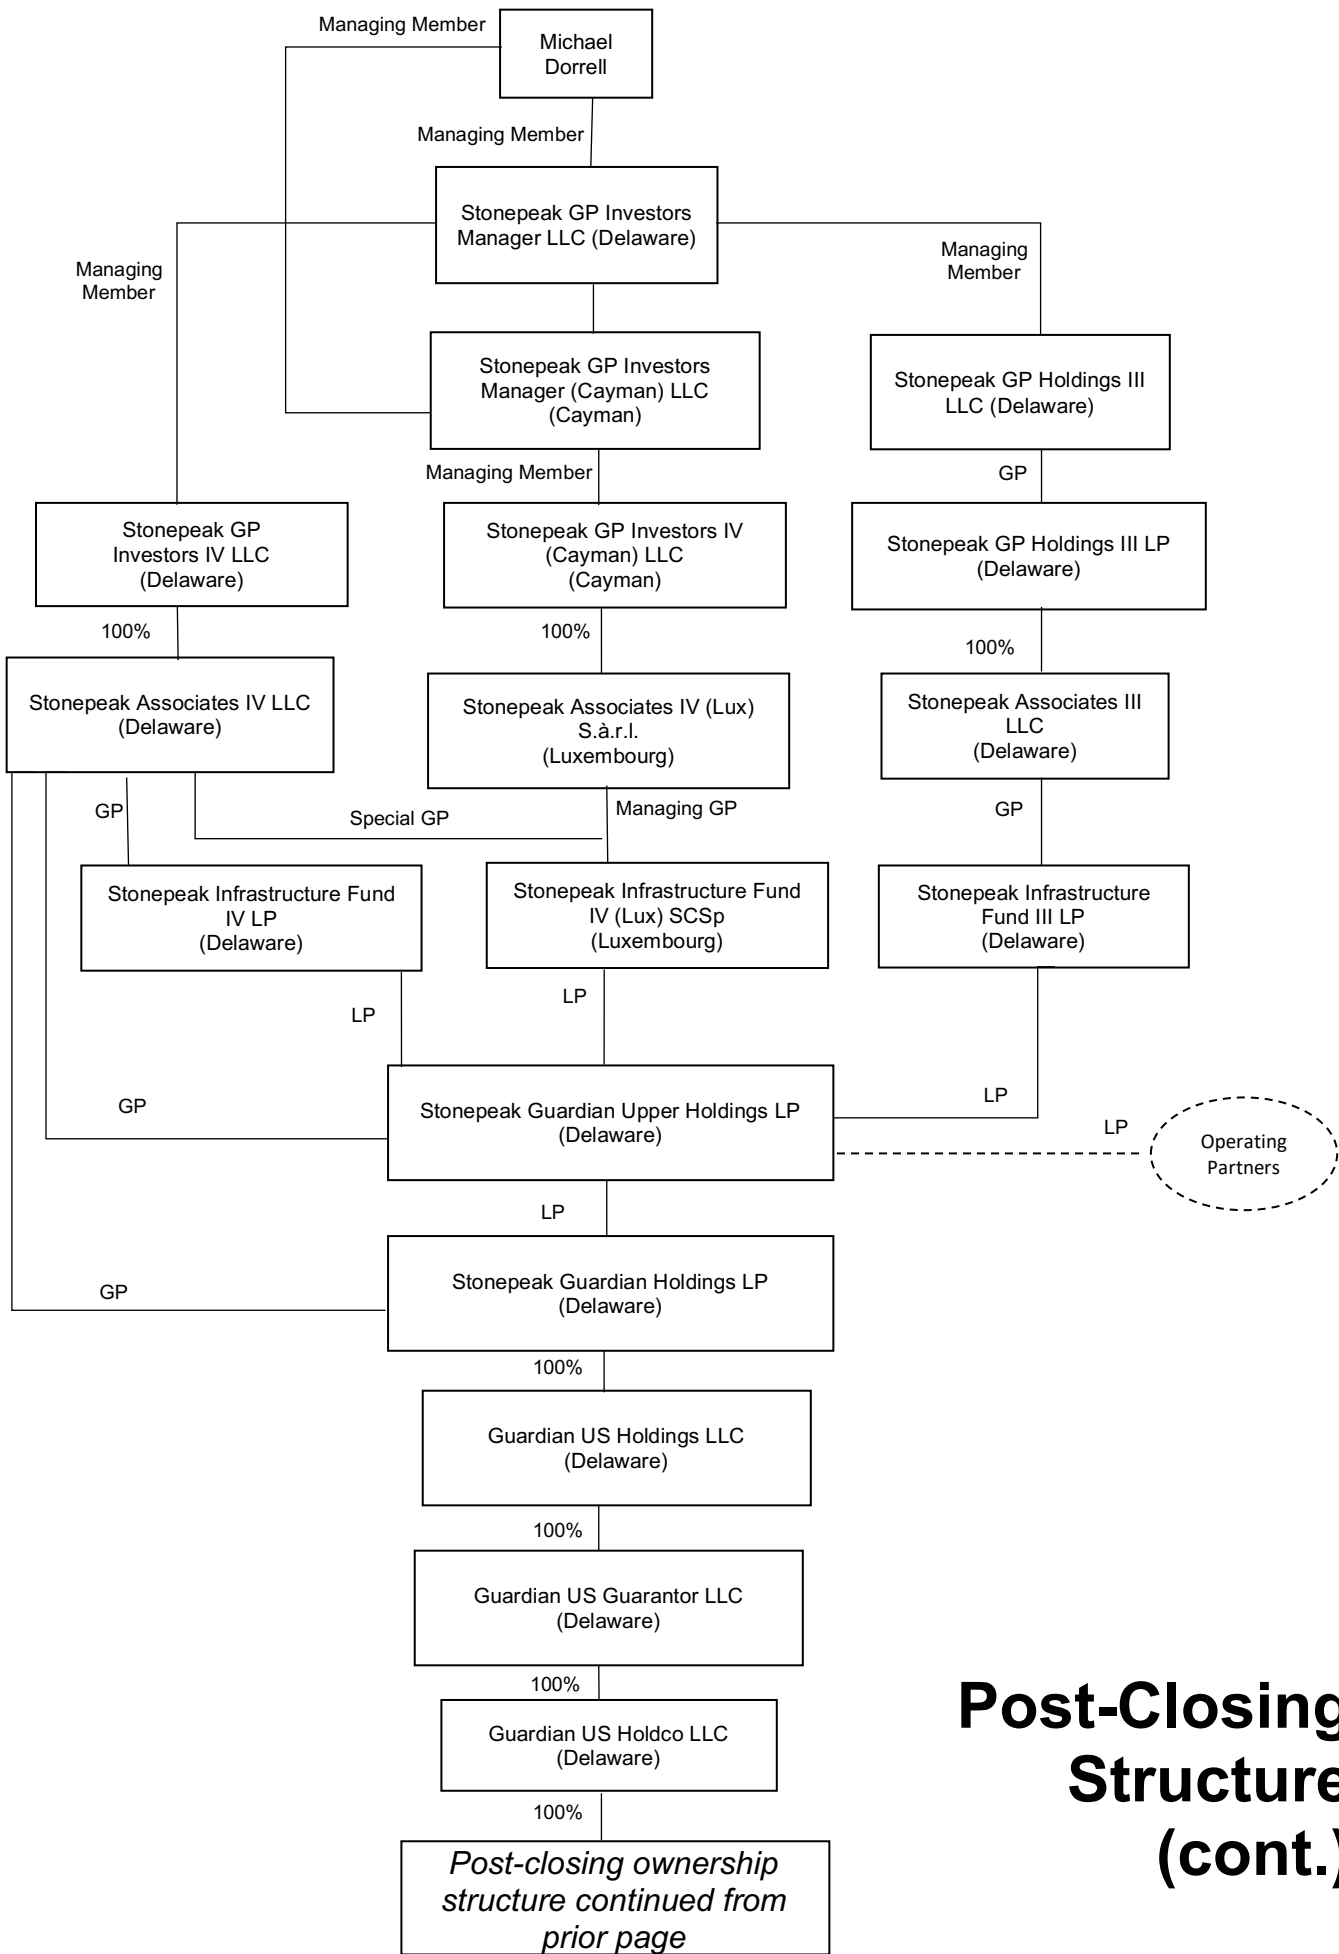 Managing Member
Michael
Dorrell
Managing Member
Stonepeak GP Investors
Manager LLC (Delaware)
Managing
Member
Managing
Member
Stonepeak GP Investors
Manager (Cayman) LLC
(Cayman)
Stonepeak GP Holdings III
LLC (Delaware)
Managing Member
GP
Stonepeak GP
Investors IV LLC
(Delaware)
Stonepeak GP Investors IV
(Cayman) LLC
(Cayman)
Stonepeak GP Holdings III LP
(Delaware)
100%
100%
100%
Stonepeak Associates IV LLC
(Delaware)
Stonepeak Associates IV (Lux)
S.à.r.l.
(Luxembourg)
Stonepeak Associates III
LLC
(Delaware)
GP
Special GP
Managing GP
GP
Stonepeak Infrastructure Fund
IV LP
(Delaware)
Stonepeak Infrastructure Fund
IV (Lux) SCSp
(Luxembourg)
Stonepeak Infrastructure
Fund III LP
(Delaware)
LP
LP
LP
GP
Stonepeak Guardian Upper Holdings LP
(Delaware)
LP
Operating
Partners
LP
GP
Stonepeak Guardian Holdings LP
(Delaware)
100%
Guardian US Holdings LLC
(Delaware)
100%
Guardian US Guarantor LLC
(Delaware)
100%
Guardian US Holdco LLC
(Delaware)
100%
Post-closing ownership
structure continued from
prior page
Post-Closing
Structure
(cont.)